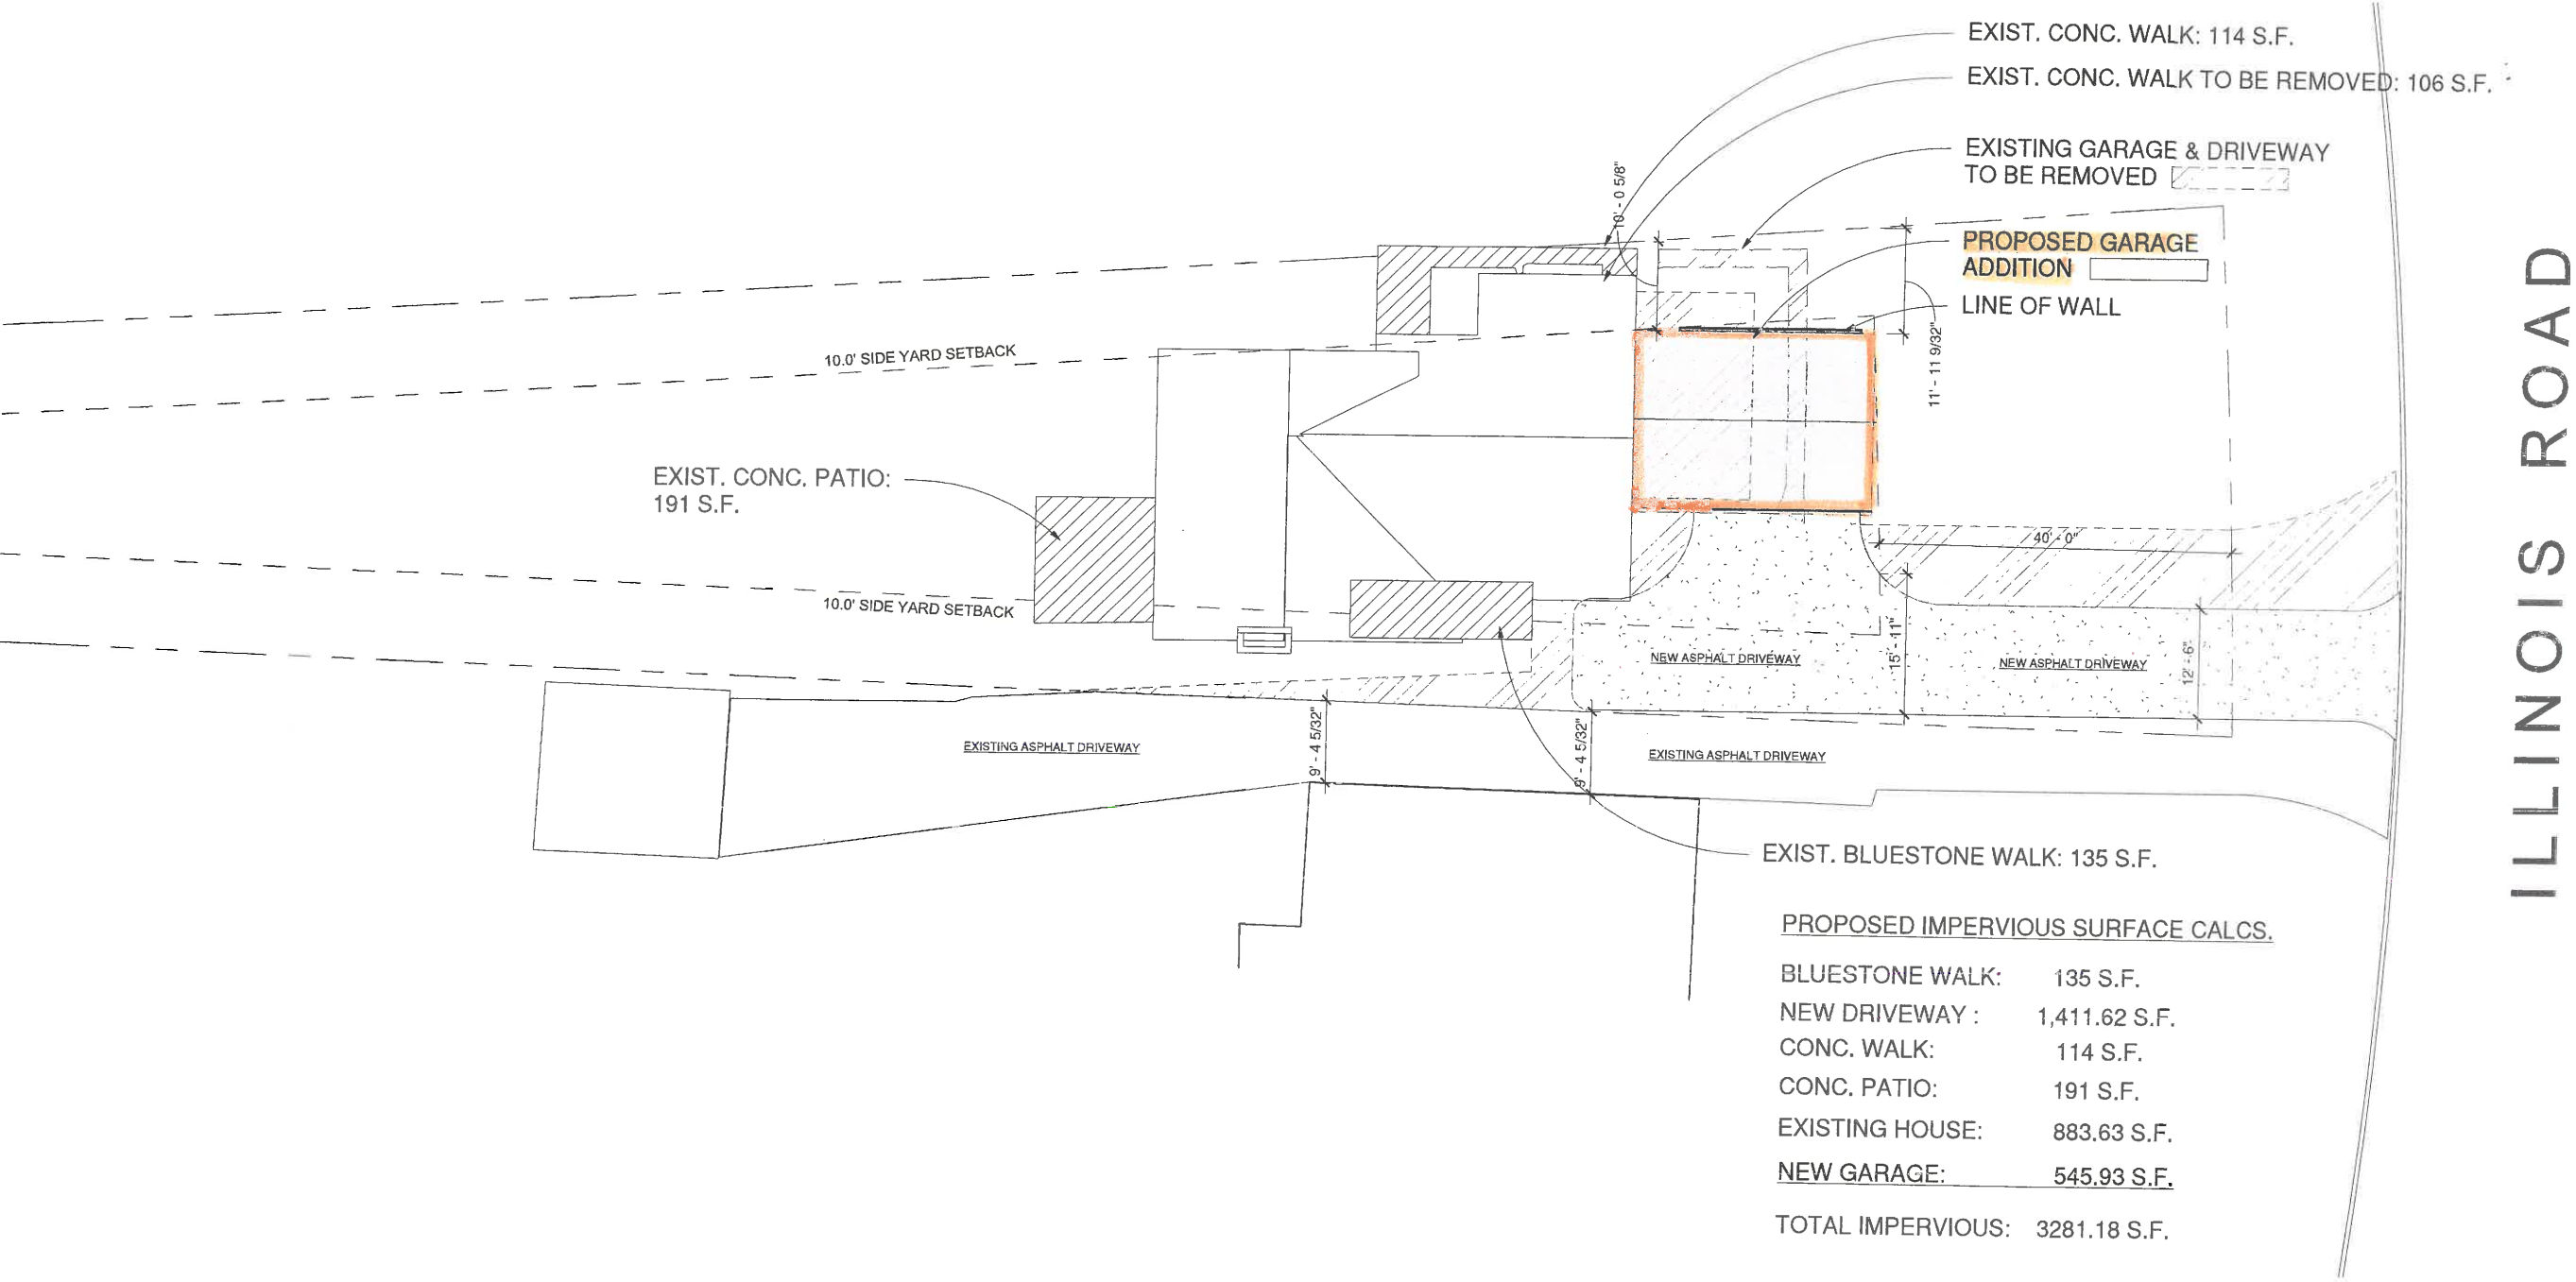 EXIST. CONC. WALK: 114 S.F.
EXIST. CONC. WALK TO BE REMOVED: 106 S.F.
EXISTING GARAGE & DRIVEWAY
TO BE REMOVED
10' - 0 5/8"
PROPOSED GARAGE
ADDITION
LINE OF WALL
11' - 11 9/32"
10.0' SIDE YARD SETBACK
EXIST. CONC. PATIO:
191 S.F.
40' - 0"
10.0' SIDE YARD SETBACK
NEW ASPHALT DRIVEWAY
15' - 11"
NEW ASPHALT DRIVEWAY
12' - 6"
EXISTING ASPHALT DRIVEWAY
9' - 4 5/32"
9' - 4 5/32"
EXISTING ASPHALT DRIVEWAY
ILLINOIS ROAD
EXIST. BLUESTONE WALK: 135 S.F.
PROPOSED IMPERVIOUS SURFACE CALCS.
BLUESTONE WALK: 135 S.F.
NEW DRIVEWAY : 1,411.62 S.F.
CONC. WALK: 114 S.F.
CONC. PATIO: 191 S.F.
EXISTING HOUSE: 883.63 S.F.
NEW GARAGE: 545.93 S.F.
TOTAL IMPERVIOUS: 3281.18 S.F.